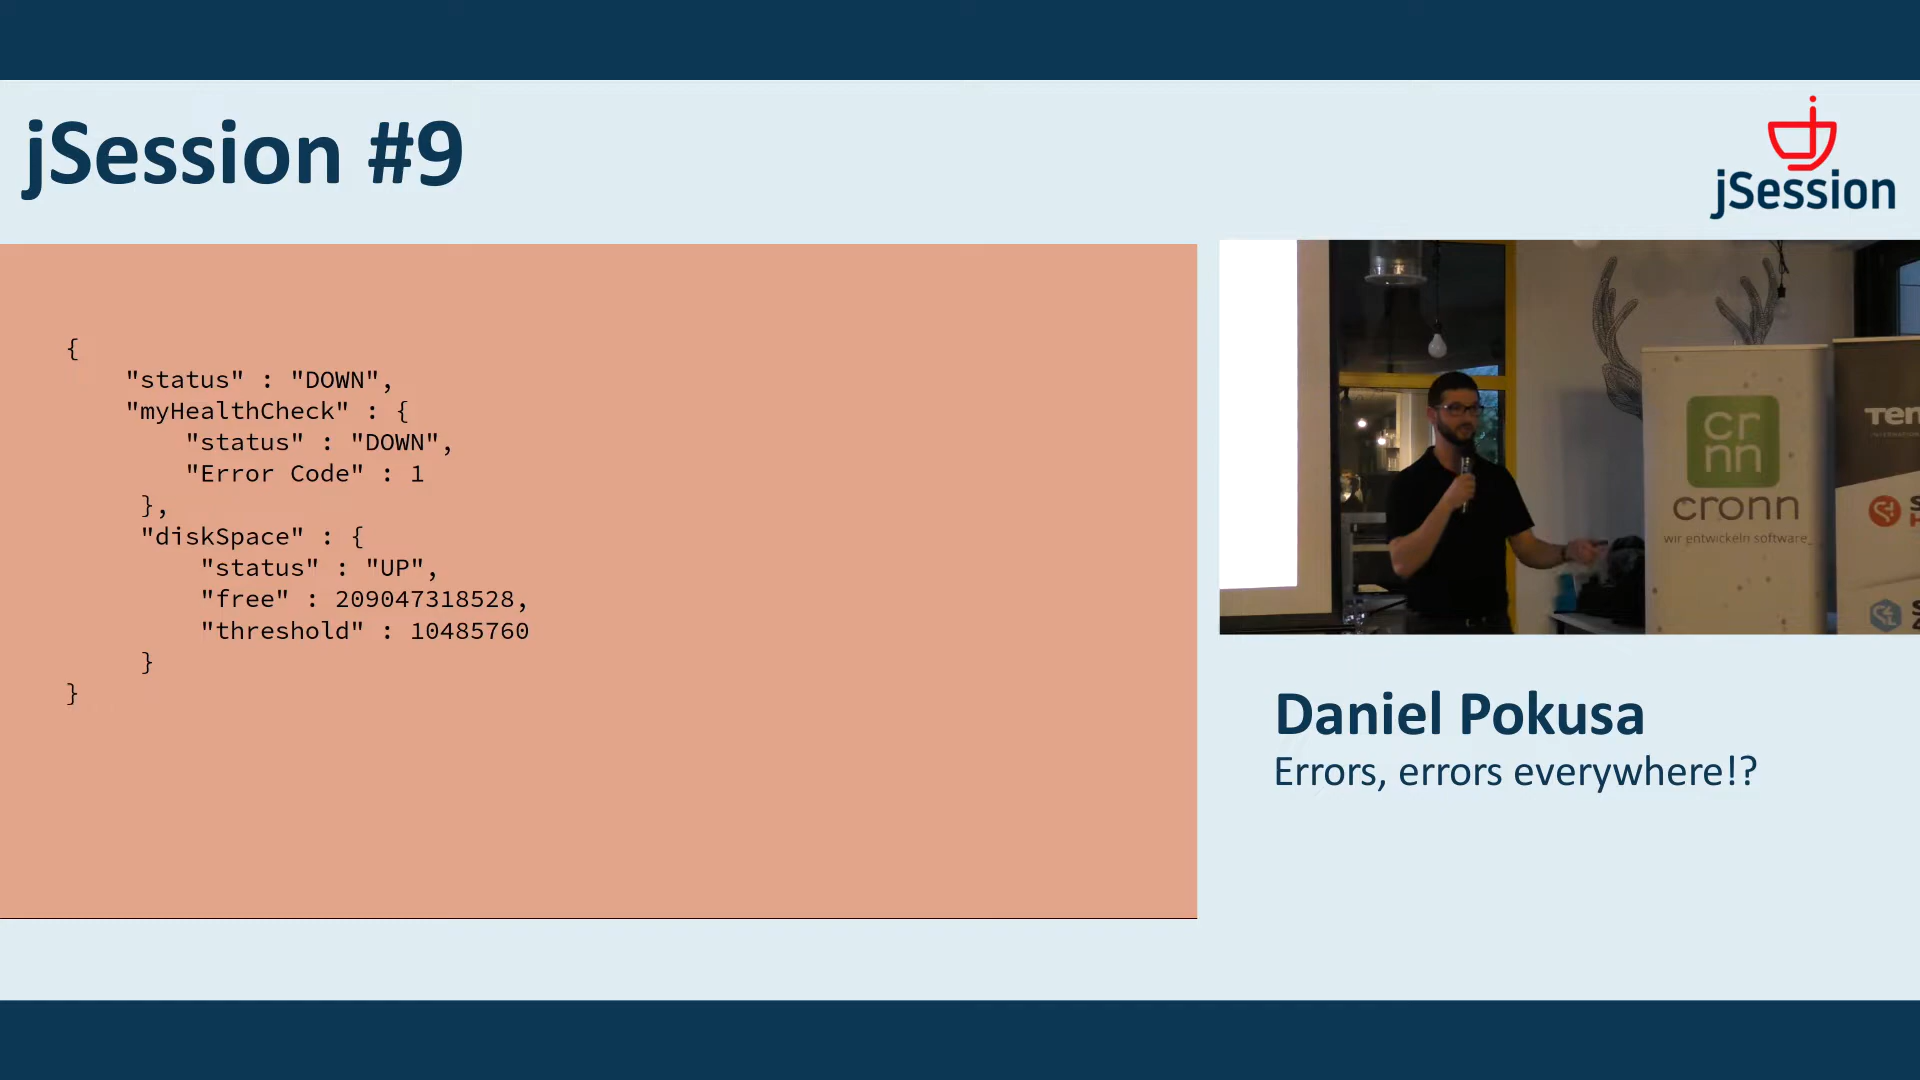 jSession #9
jSession
{
"status" : "DOWN",
"myHealthCheck" : {
"status" : "DOWN",
"Error Code" : 1
},
"diskSpace" : {
"status" : "UP",
"free" : 209047318528,
"threshold" : 10485760
}
}
cr
nn
cronn
wir entwickeln software
Daniel Pokusa
Errors, errors everywhere!?